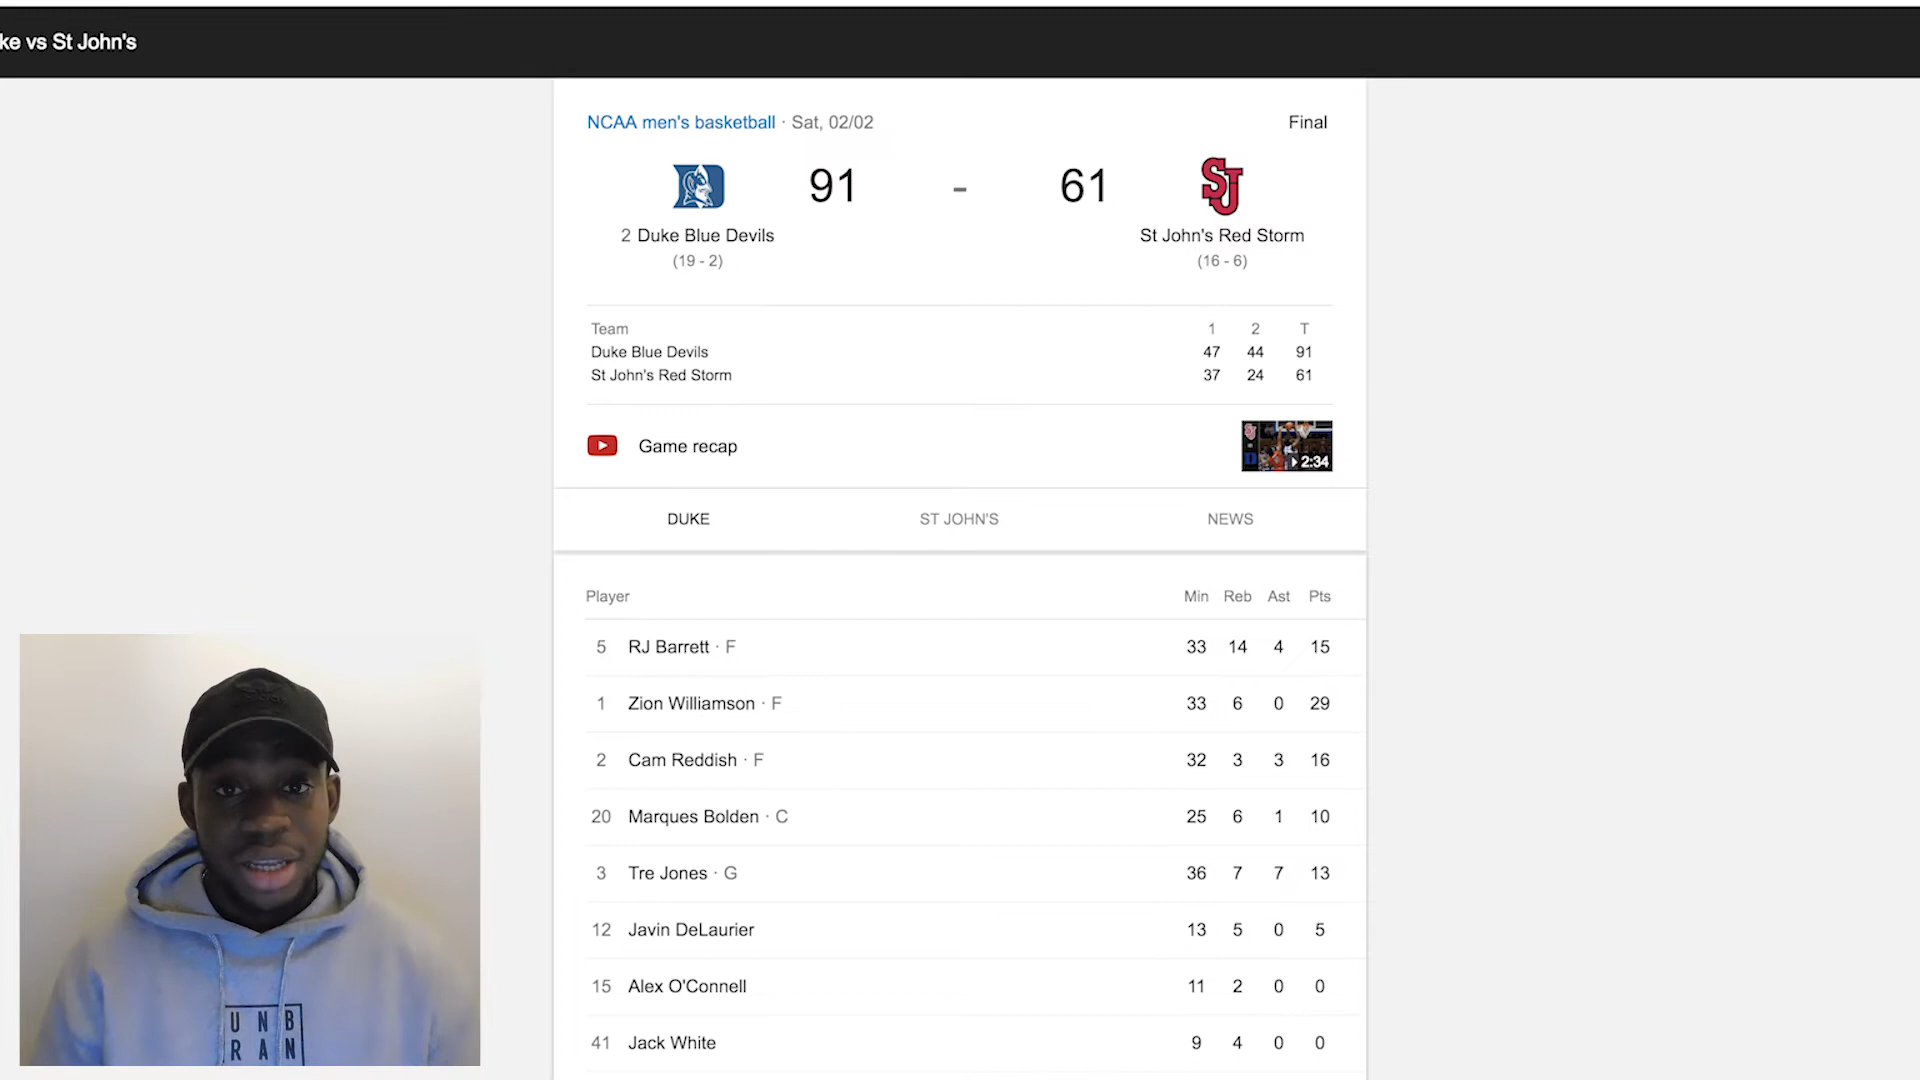 ke vs St John's
NCAA men's basketball · Sat, 02/02 Final
91 - 61
2 Duke Blue Devils St John's Red Storm
(19 - 2) (16 - 6)
Team 1 2 T
Duke Blue Devils 47 44 91
St John's Red Storm 37 24 61
Game recap 2:34
DUKE ST JOHN'S NEWS
Player Min Reb Ast Pts
5 RJ Barrett · F 33 14 4 15
1 Zion Williamson · F 33 6 0 29
2 Cam Reddish · F 32 3 3 16
20 Marques Bolden · C 25 6 1 10
3 Tre Jones · G 36 7 7 13
12 Javin DeLaurier 13 5 0 5
15 Alex O'Connell 11 2 0 0
41 Jack White 9 4 0 0
UNB
RAN